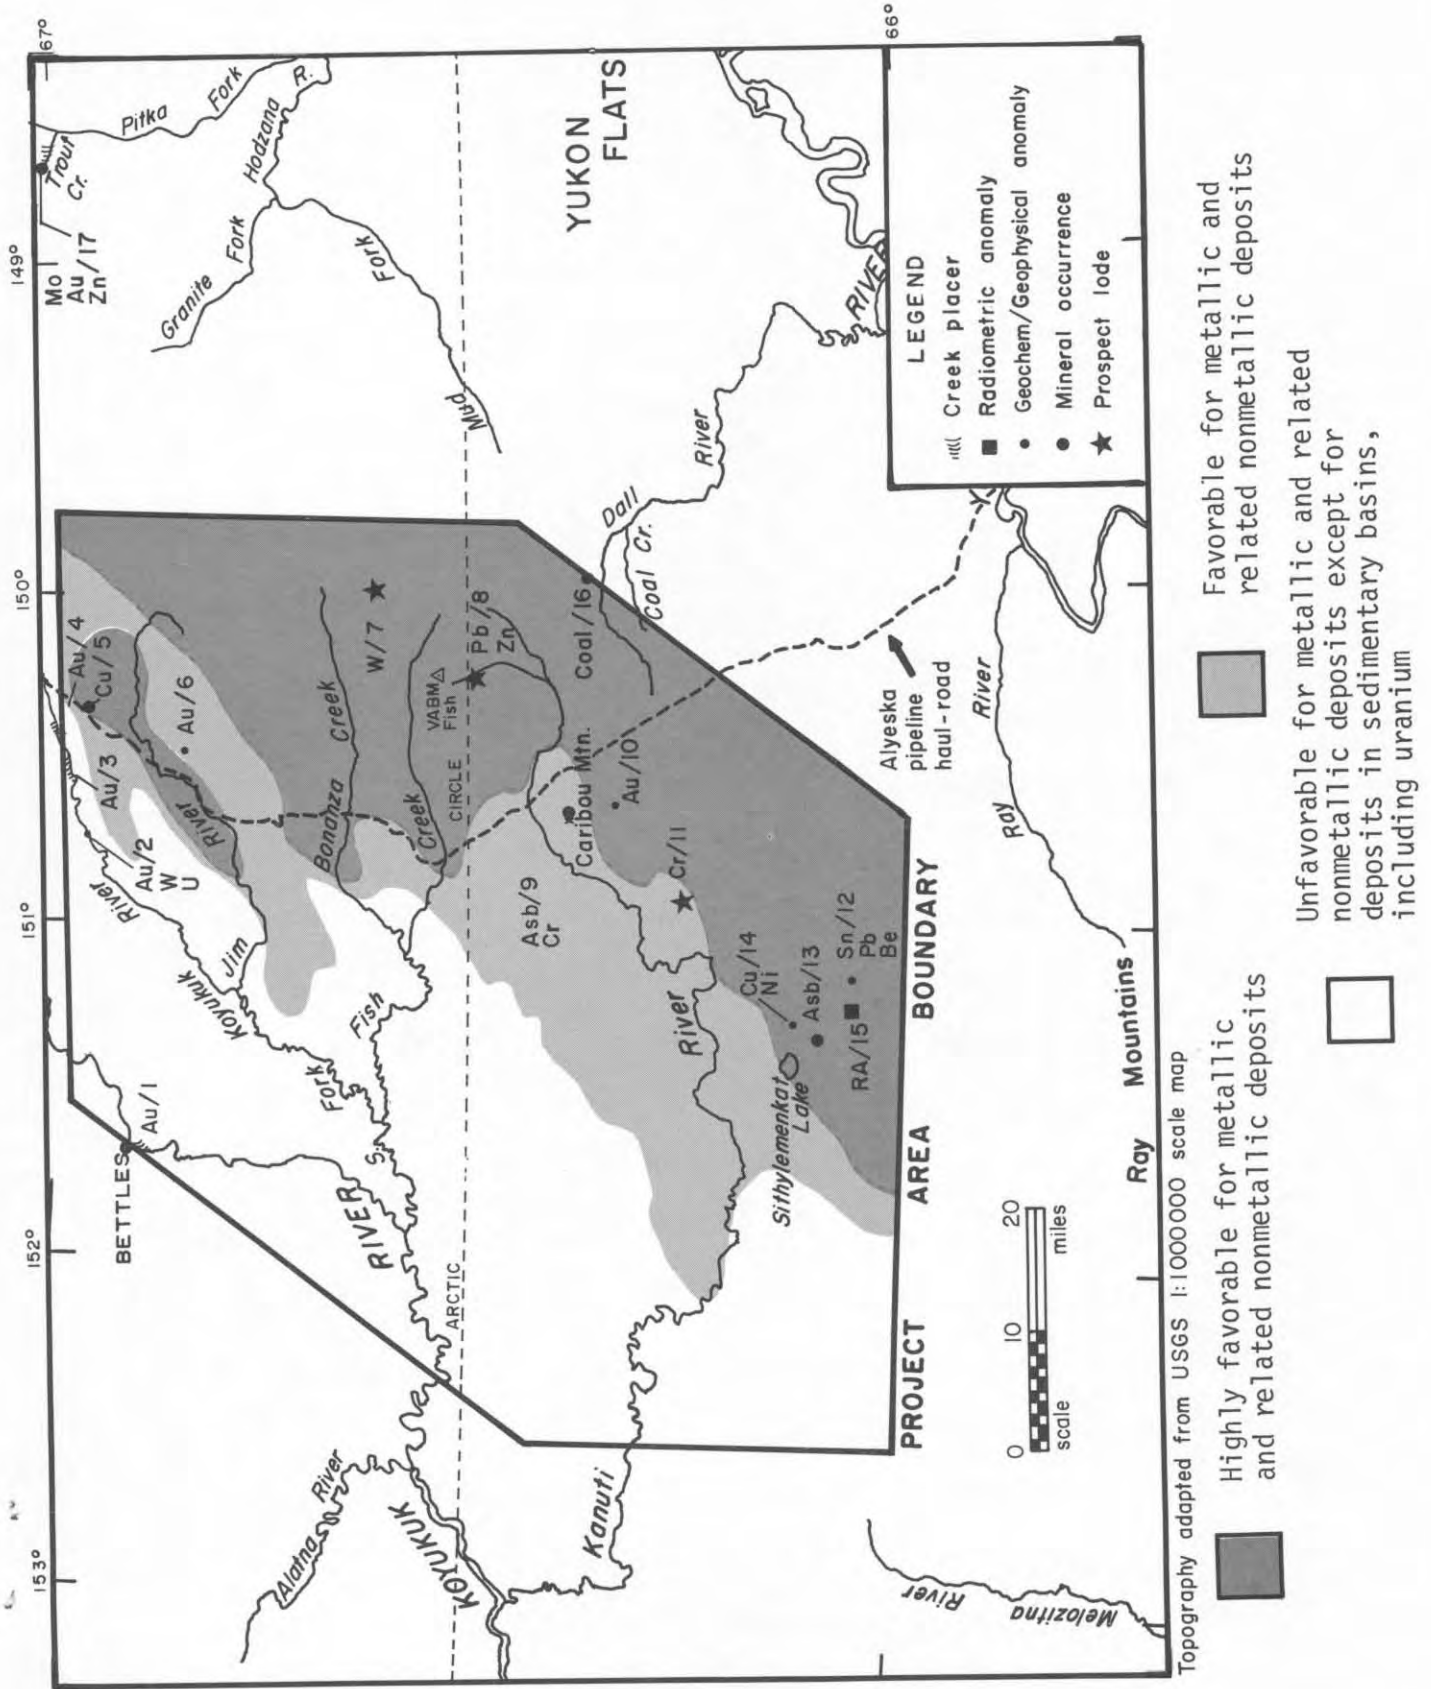 153°
152°
151°
150°
149°
67°
66°
Mo
Au
Zn/17
Trout
Cr.
Pitka
Fork
Hodzana
R.
Granite
Fork
Mud
Fork
YUKON
FLATS
BETTLES
Au/1
Au/2
W
U
Au/3
Au/4
Cu/5
Au/6
W/7
Pb/8
Zn
VABM
Fish
Bonanza
Creek
Fish
Creek
Jim
River
S.
Fork
Koyukuk
River
RIVER
KOYUKUK
Alatna
River
ARCTIC
CIRCLE
Asb/9
Cr
Caribou Mtn.
Au/10
Cr/11
Coal/16
Dall
River
Coal Cr.
Cu/14
Ni
Asb/13
Sn/12
Pb
Be
RA/15
Sithylemenkat
Lake
Kanuti
River
Alyeska
pipeline
haul-road
RIVER
Ray
River
Ray
Mountains
Melozitna
River
PROJECT
AREA
BOUNDARY
0
10
20
scale
miles
LEGEND
Creek placer
Radiometric anomaly
Geochem/Geophysical anomaly
Mineral occurrence
Prospect lode
Topography adapted from USGS 1:1000000 scale map
Highly favorable for metallic
and related nonmetallic deposits
Favorable for metallic and
related nonmetallic deposits
Unfavorable for metallic and related
nonmetallic deposits except for
deposits in sedimentary basins,
including uranium